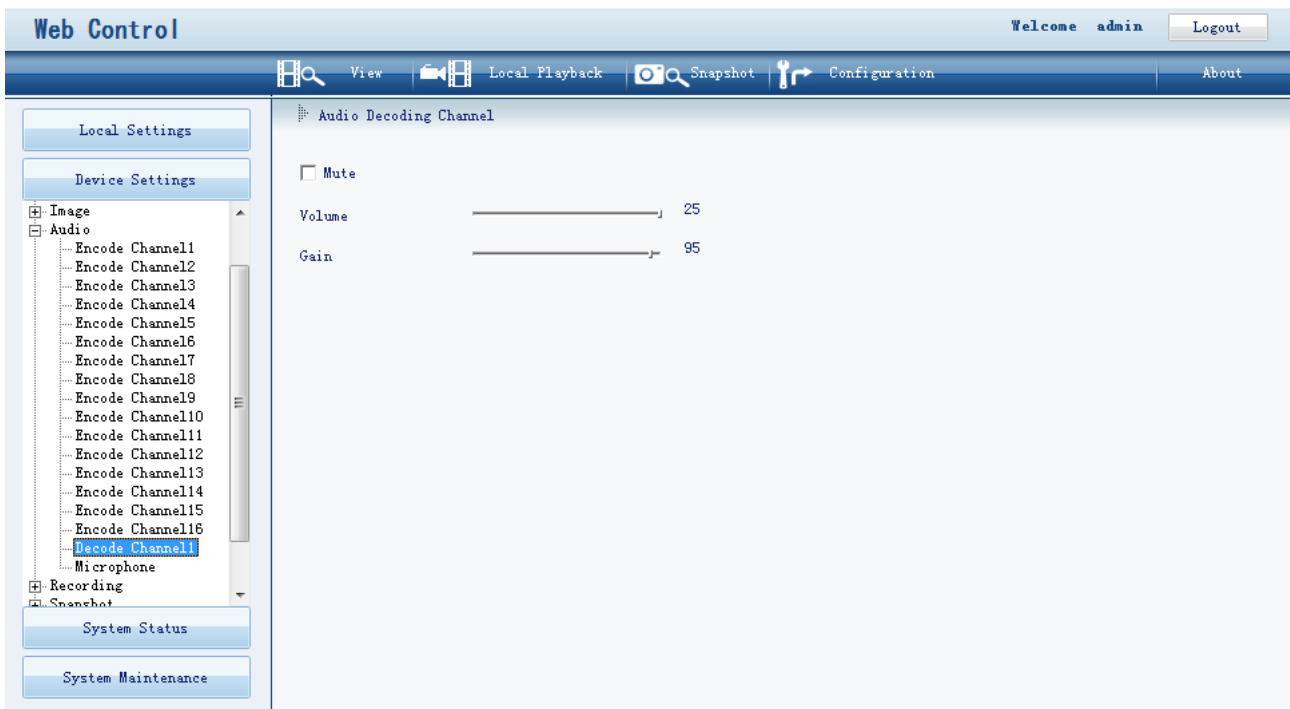 Web Control
Welcome admin
Logout
View
Local Playback
Snapshot
Configuration
About
Local Settings
Device Settings
Image
Audio
Encode Channel1
Encode Channel2
Encode Channel3
Encode Channel4
Encode Channel5
Encode Channel6
Encode Channel7
Encode Channel8
Encode Channel9
Encode Channel10
Encode Channel11
Encode Channel12
Encode Channel13
Encode Channel14
Encode Channel15
Encode Channel16
Decode Channel1
Microphone
Recording
Snapshot
System Status
System Maintenance
Audio Decoding Channel
Mute
Volume 25
Gain 95